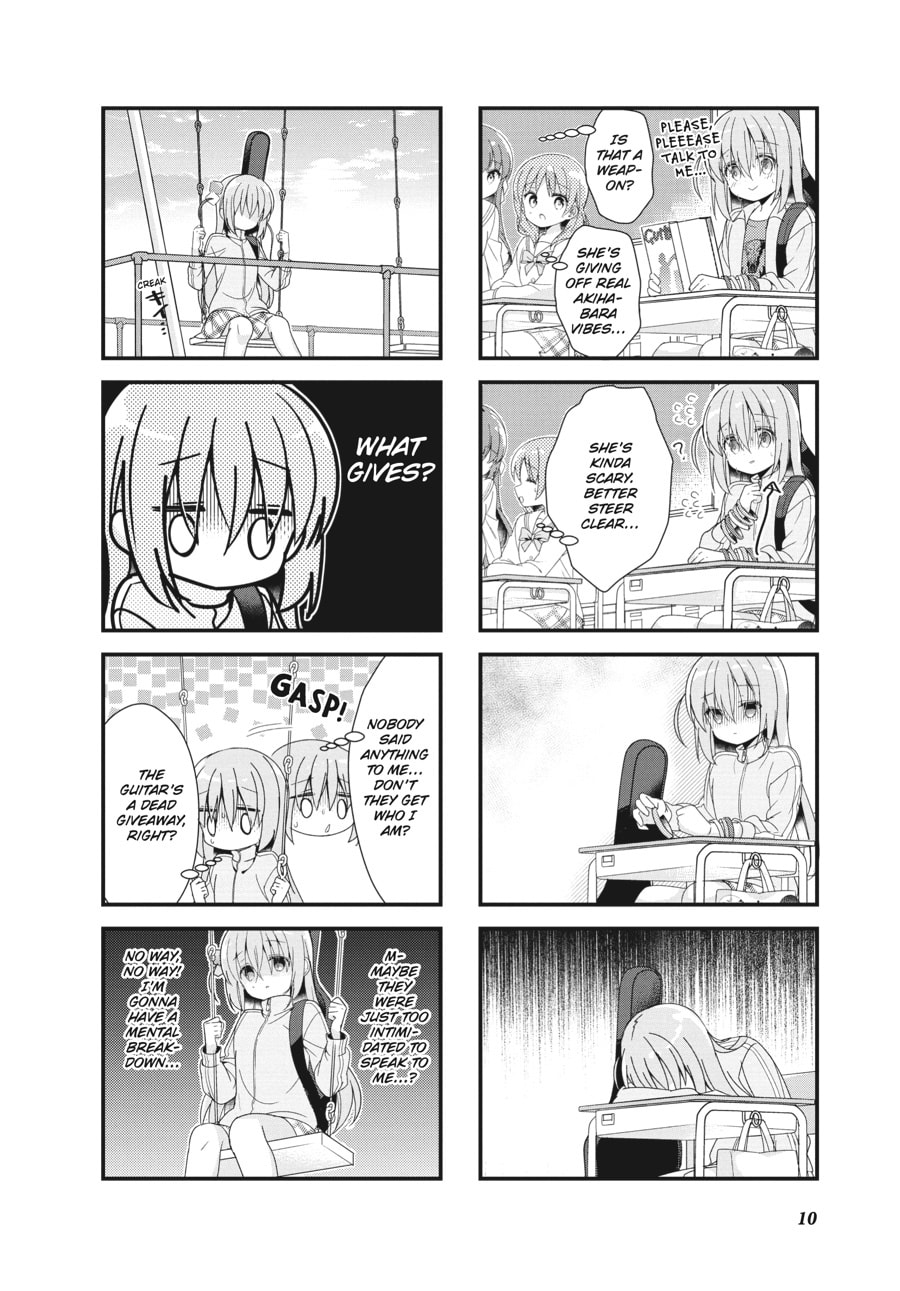 PLEASE,
PLEEEASE
TALK TO
ME...
IS
THAT A
WEAP-
ON?
SHE'S
GIVING
OFF REAL
AKIHA-
BARA
VIBES...
?
SHE'S
KINDA
SCARY.
BETTER
STEER
CLEAR...
CREAK
キィ…
WHAT
GIVES?
GASP!
NOBODY
SAID
ANYTHING
TO ME...
DON'T
THEY GET
WHO I
AM?
THE
GUITAR'S
A DEAD
GIVEAWAY,
RIGHT?
M-
MAYBE
THEY
WERE
JUST TOO
INTIMI-
DATED TO
SPEAK TO
ME...?
NO WAY,
NO WAY!
I'M
GONNA
HAVE A
MENTAL
BREAK-
DOWN...
10